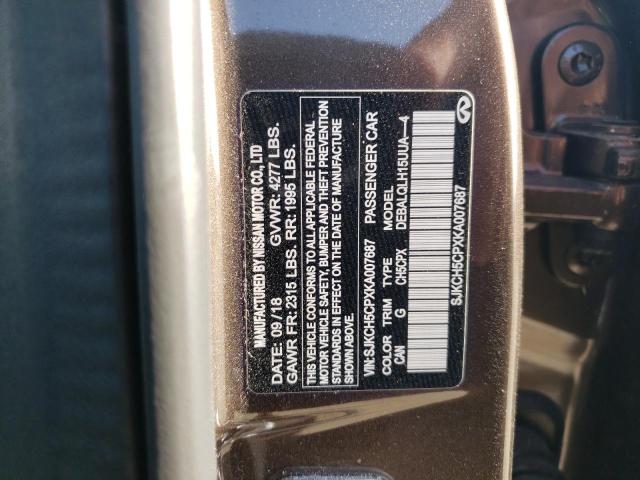 MANUFACTURED BY NISSAN MOTOR CO., LTD
DATE: 09/18 GVWR: 4277 LBS.
GAWR FR: 2315 LBS. RR: 1995 LBS.
THIS VEHICLE CONFORMS TO ALL APPLICABLE FEDERAL
MOTOR VEHICLE SAFETY, BUMPER AND THEFT PREVENTION
STANDARDS IN EFFECT ON THE DATE OF MANUFACTURE
SHOWN ABOVE.
VIN:SJKCH5CPXKA007687 PASSENGER CAR
COLOR TRIM TYPE MODEL
CAN G CH5CPX DEBALQLH15UUA-4
SJKCH5CPXKA007687